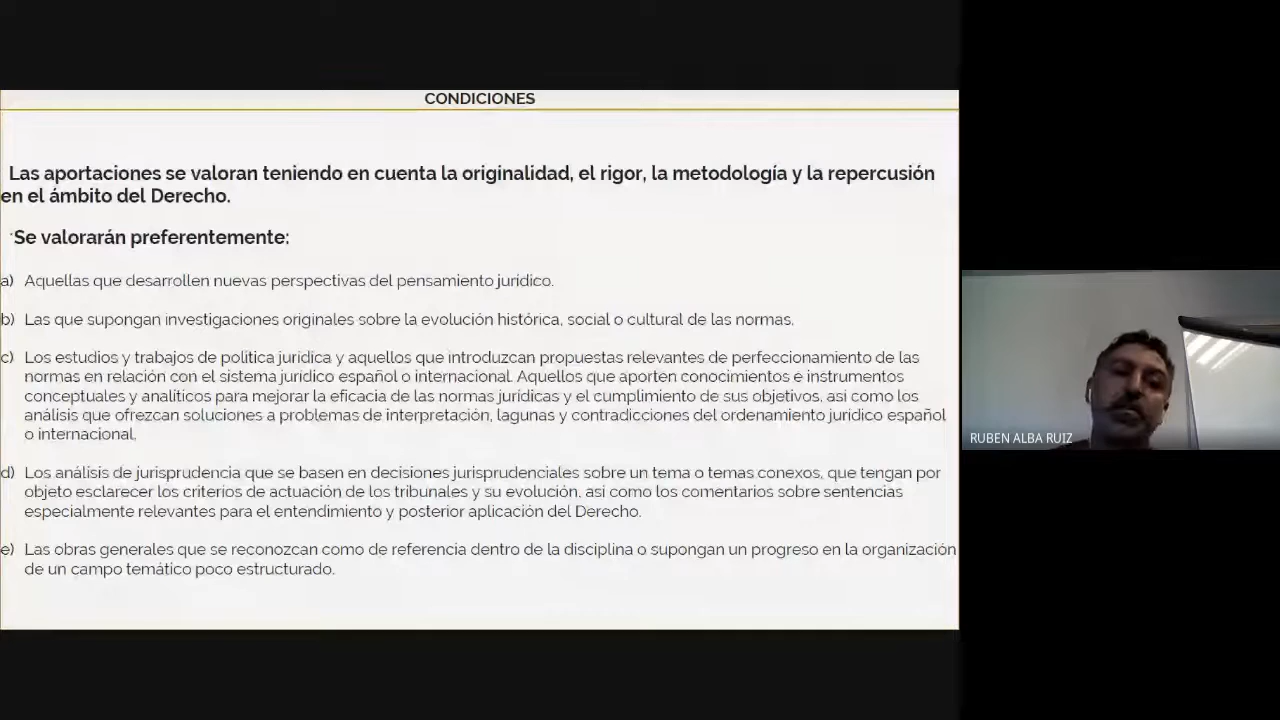 CONDICIONES
Las aportaciones se valoran teniendo en cuenta la originalidad, el rigor, la metodología y la repercusión
en el ámbito del Derecho.
Se valorarán preferentemente:
a) Aquellas que desarrollen nuevas perspectivas del pensamiento jurídico.
b) Las que supongan investigaciones originales sobre la evolución histórica, social o cultural de las normas.
c) Los estudios y trabajos de política jurídica y aquellos que introduzcan propuestas relevantes de perfeccionamiento de las
normas en relación con el sistema jurídico español o internacional. Aquellos que aporten conocimientos e instrumentos
conceptuales y analíticos para mejorar la eficacia de las normas jurídicas y el cumplimiento de sus objetivos, así como los
análisis que ofrezcan soluciones a problemas de interpretación, lagunas y contradicciones del ordenamiento jurídico español
o internacional.
d) Los análisis de jurisprudencia que se basen en decisiones jurisprudenciales sobre un tema o temas conexos, que tengan por
objeto esclarecer los criterios de actuación de los tribunales y su evolución, así como los comentarios sobre sentencias
especialmente relevantes para el entendimiento y posterior aplicación del Derecho.
e) Las obras generales que se reconozcan como de referencia dentro de la disciplina o supongan un progreso en la organización
de un campo temático poco estructurado.
RUBEN ALBA RUIZ